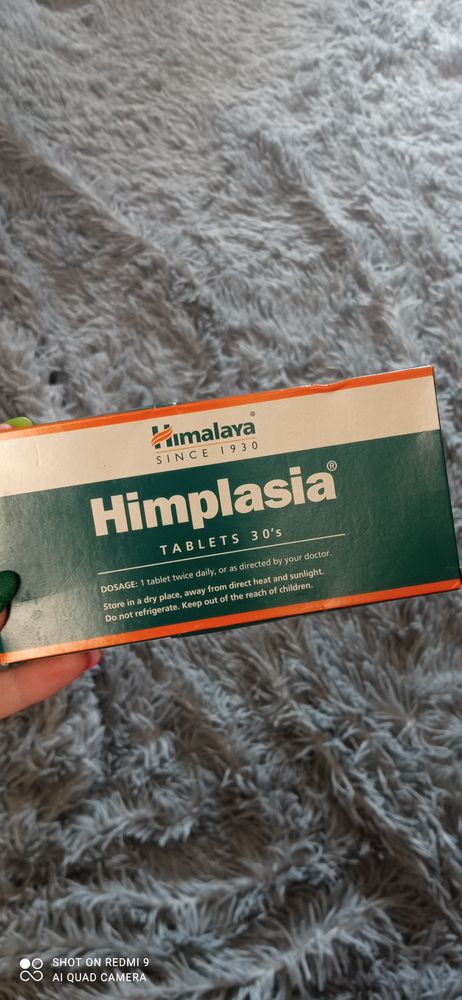 Himalaya®
SINCE 1930
Himplasia®
TABLETS 30's
DOSAGE: 1 tablet twice daily, or as directed by your doctor.
Store in a dry place, away from direct heat and sunlight.
Do not refrigerate. Keep out of the reach of children.
SHOT ON REDMI 9
AI QUAD CAMERA